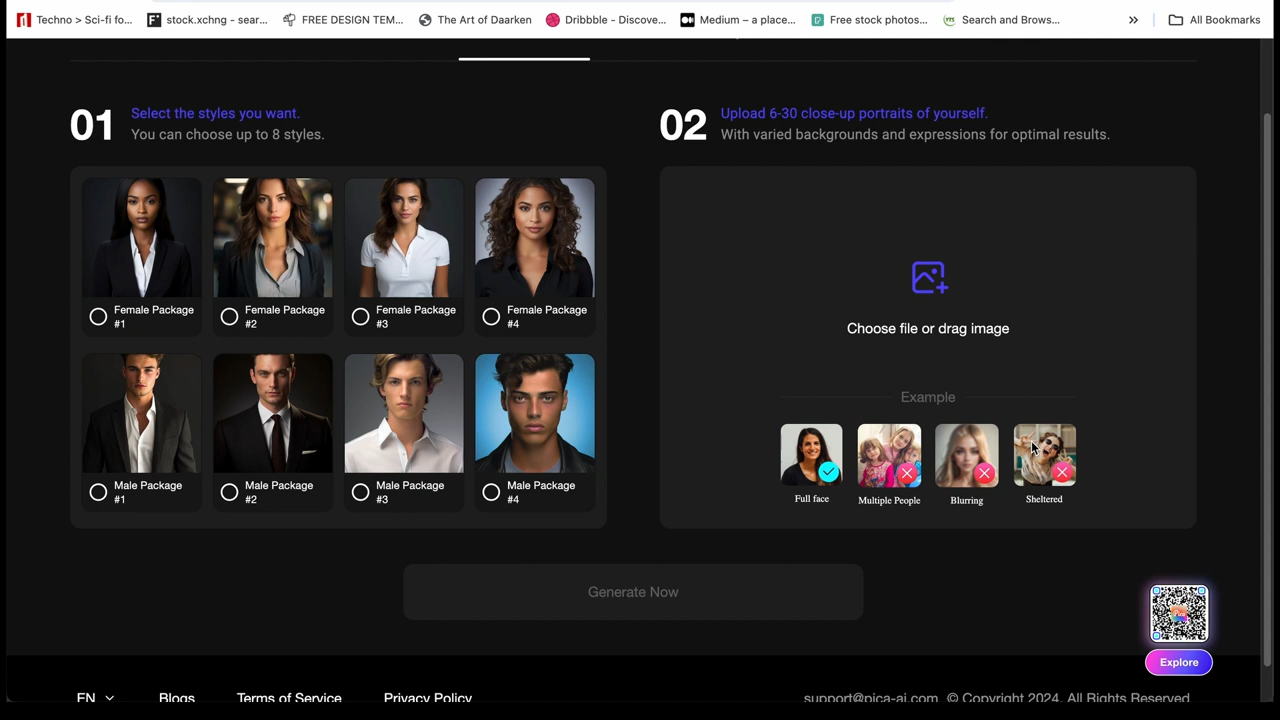 Techno > Sci-fi fo...
stock.xchng - sear...
FREE DESIGN TEM...
The Art of Daarken
Dribbble - Discove...
Medium – a place...
Free stock photos...
Search and Brows...
All Bookmarks
01
Select the styles you want.
You can choose up to 8 styles.
Female Package
#1
Female Package
#2
Female Package
#3
Female Package
#4
Male Package
#1
Male Package
#2
Male Package
#3
Male Package
#4
02
Upload 6-30 close-up portraits of yourself.
With varied backgrounds and expressions for optimal results.
Choose file or drag image
Example
Full face
Multiple People
Blurring
Sheltered
Generate Now
Explore
EN
Blogs
Terms of Service
Privacy Policy
support@pica-ai.com
© Copyright 2024. All Rights Reserved